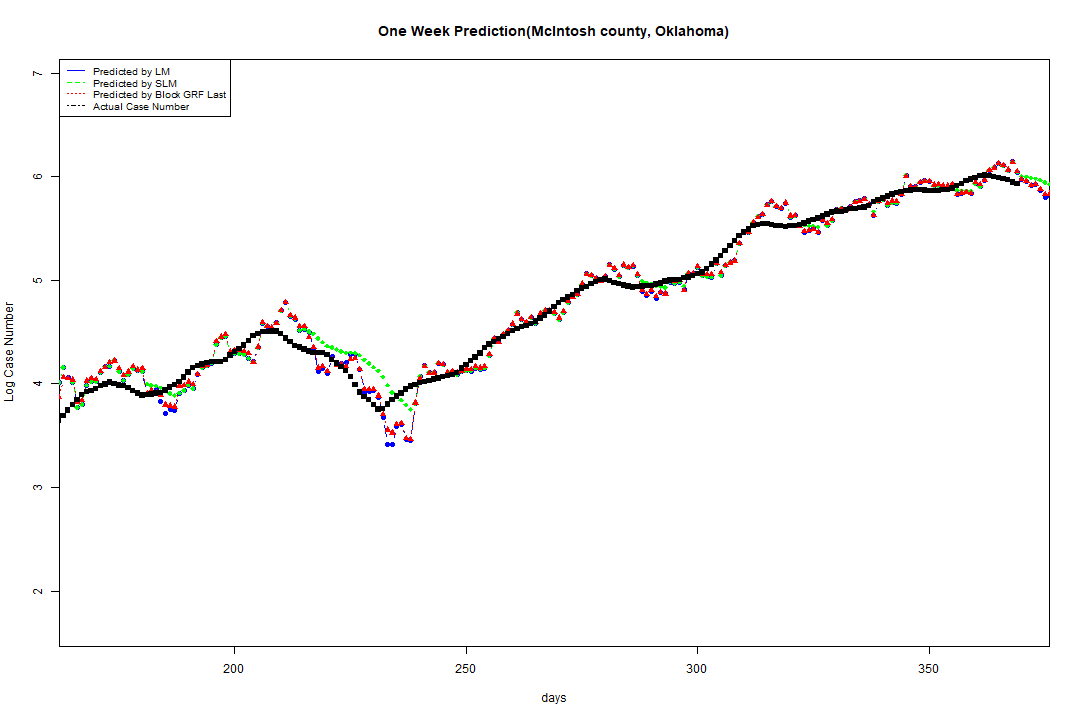 One Week Prediction(McIntosh county, Oklahoma)
Predicted by LM
Predicted by SLM
Predicted by Block GRF Last
Actual Case Number
7
6
5
4
3
2
Log Case Number
200 250 300 350
days